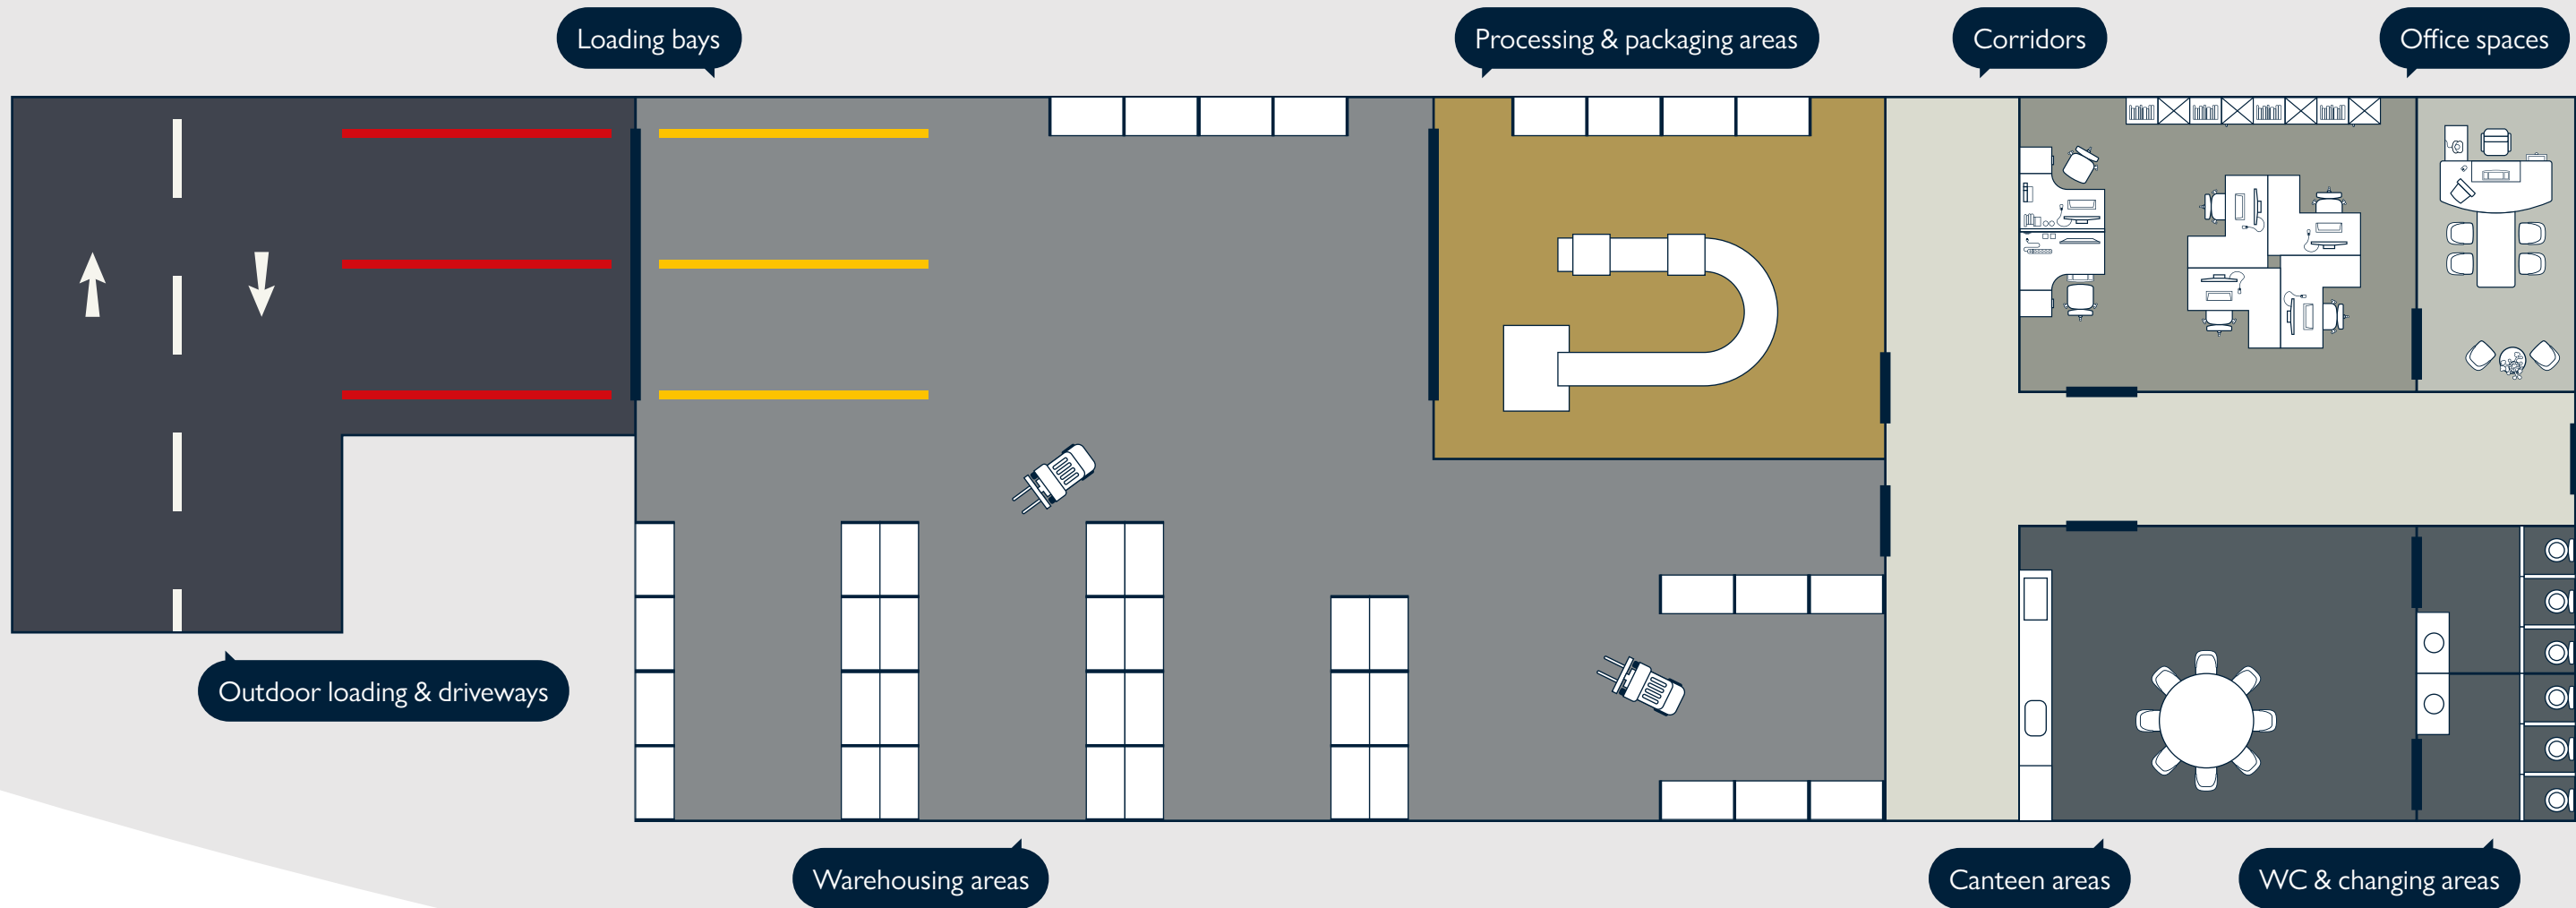 Loading bays
Processing & packaging areas
Corridors
Office spaces
Outdoor loading & driveways
Warehousing areas
Canteen areas
WC & changing areas